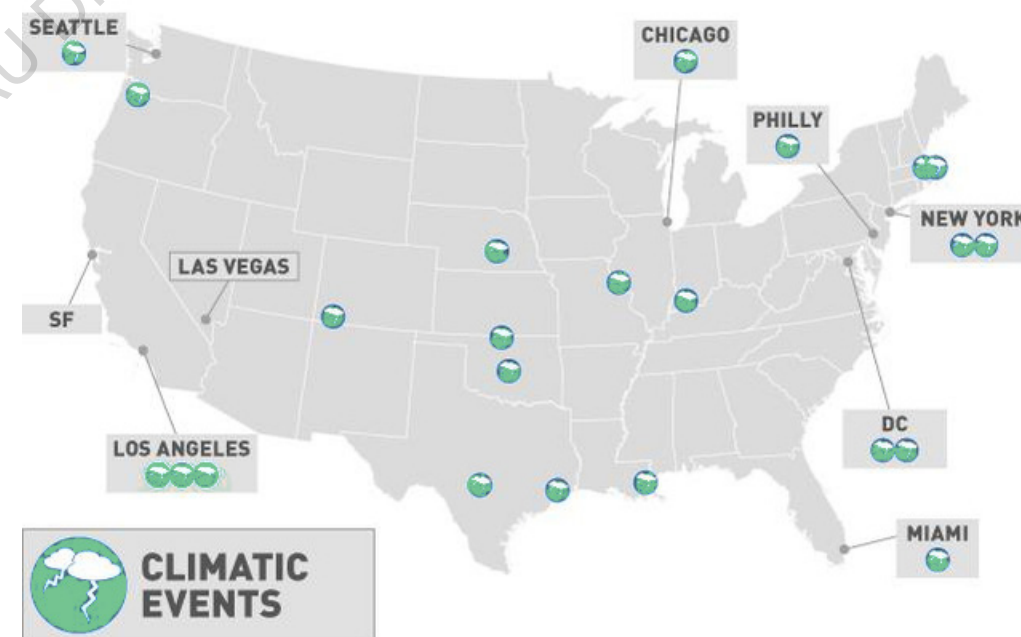 SEATTLE
CHICAGO
PHILLY
NEW YORK
LAS VEGAS
SF
LOS ANGELES
DC
MIAMI
CLIMATIC
EVENTS